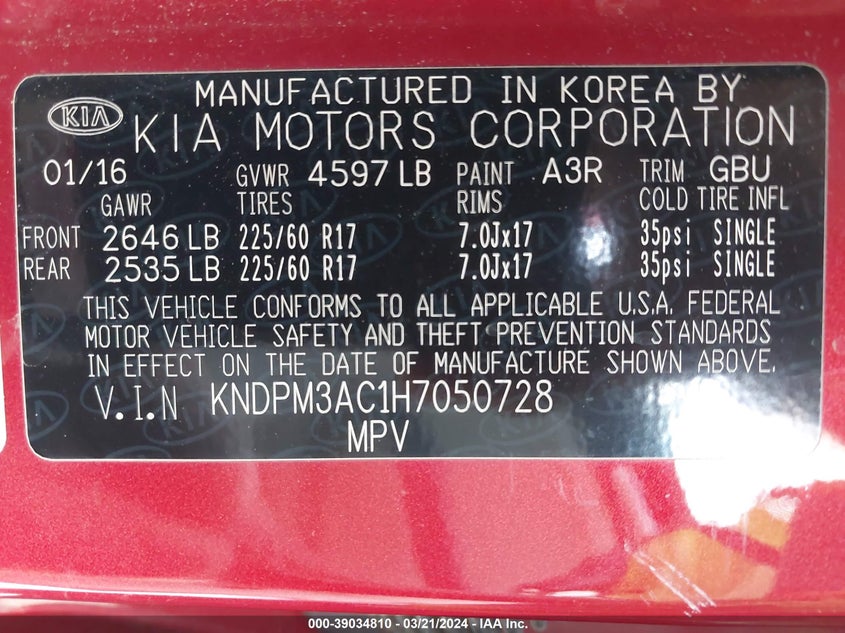 MANUFACTURED IN KOREA BY
KIA KIA MOTORS CORPORATION
01/16 GVWR 4597 LB PAINT A3R TRIM GBU
GAWR TIRES RIMS COLD TIRE INFL
FRONT 2646 LB 225/60 R17 7.0Jx17 35psi SINGLE
REAR 2535 LB 225/60 R17 7.0Jx17 35psi SINGLE
THIS VEHICLE CONFORMS TO ALL APPLICABLE U.S.A. FEDERAL
MOTOR VEHICLE SAFETY AND THEFT PREVENTION STANDARDS
IN EFFECT ON THE DATE OF MANUFACTURE SHOWN ABOVE.
V.I.N KNDPM3AC1H7050728
MPV
000-39034810 - 03/21/2024 - IAA, Inc.